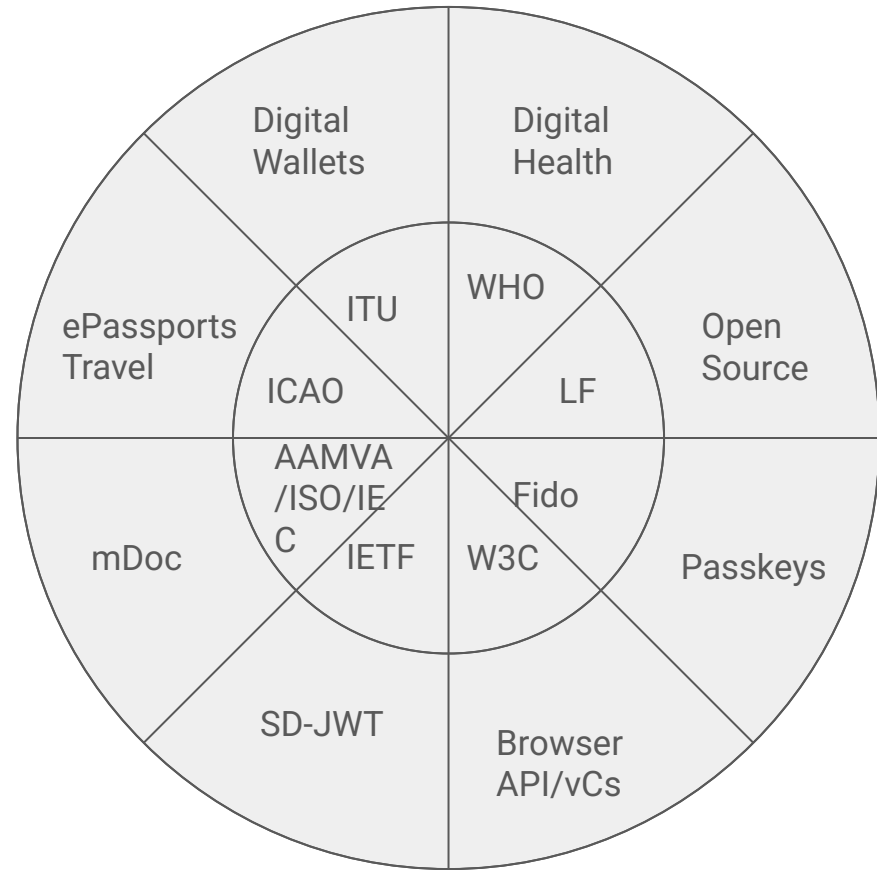 Digital
Wallets
Digital
Health
ITU
WHO
ePassports
Travel
Open
Source
ICAO
LF
AAMVA
/ISO/IE
C
Fido
mDoc
IETF
W3C
Passkeys
SD-JWT
Browser
API/vCs